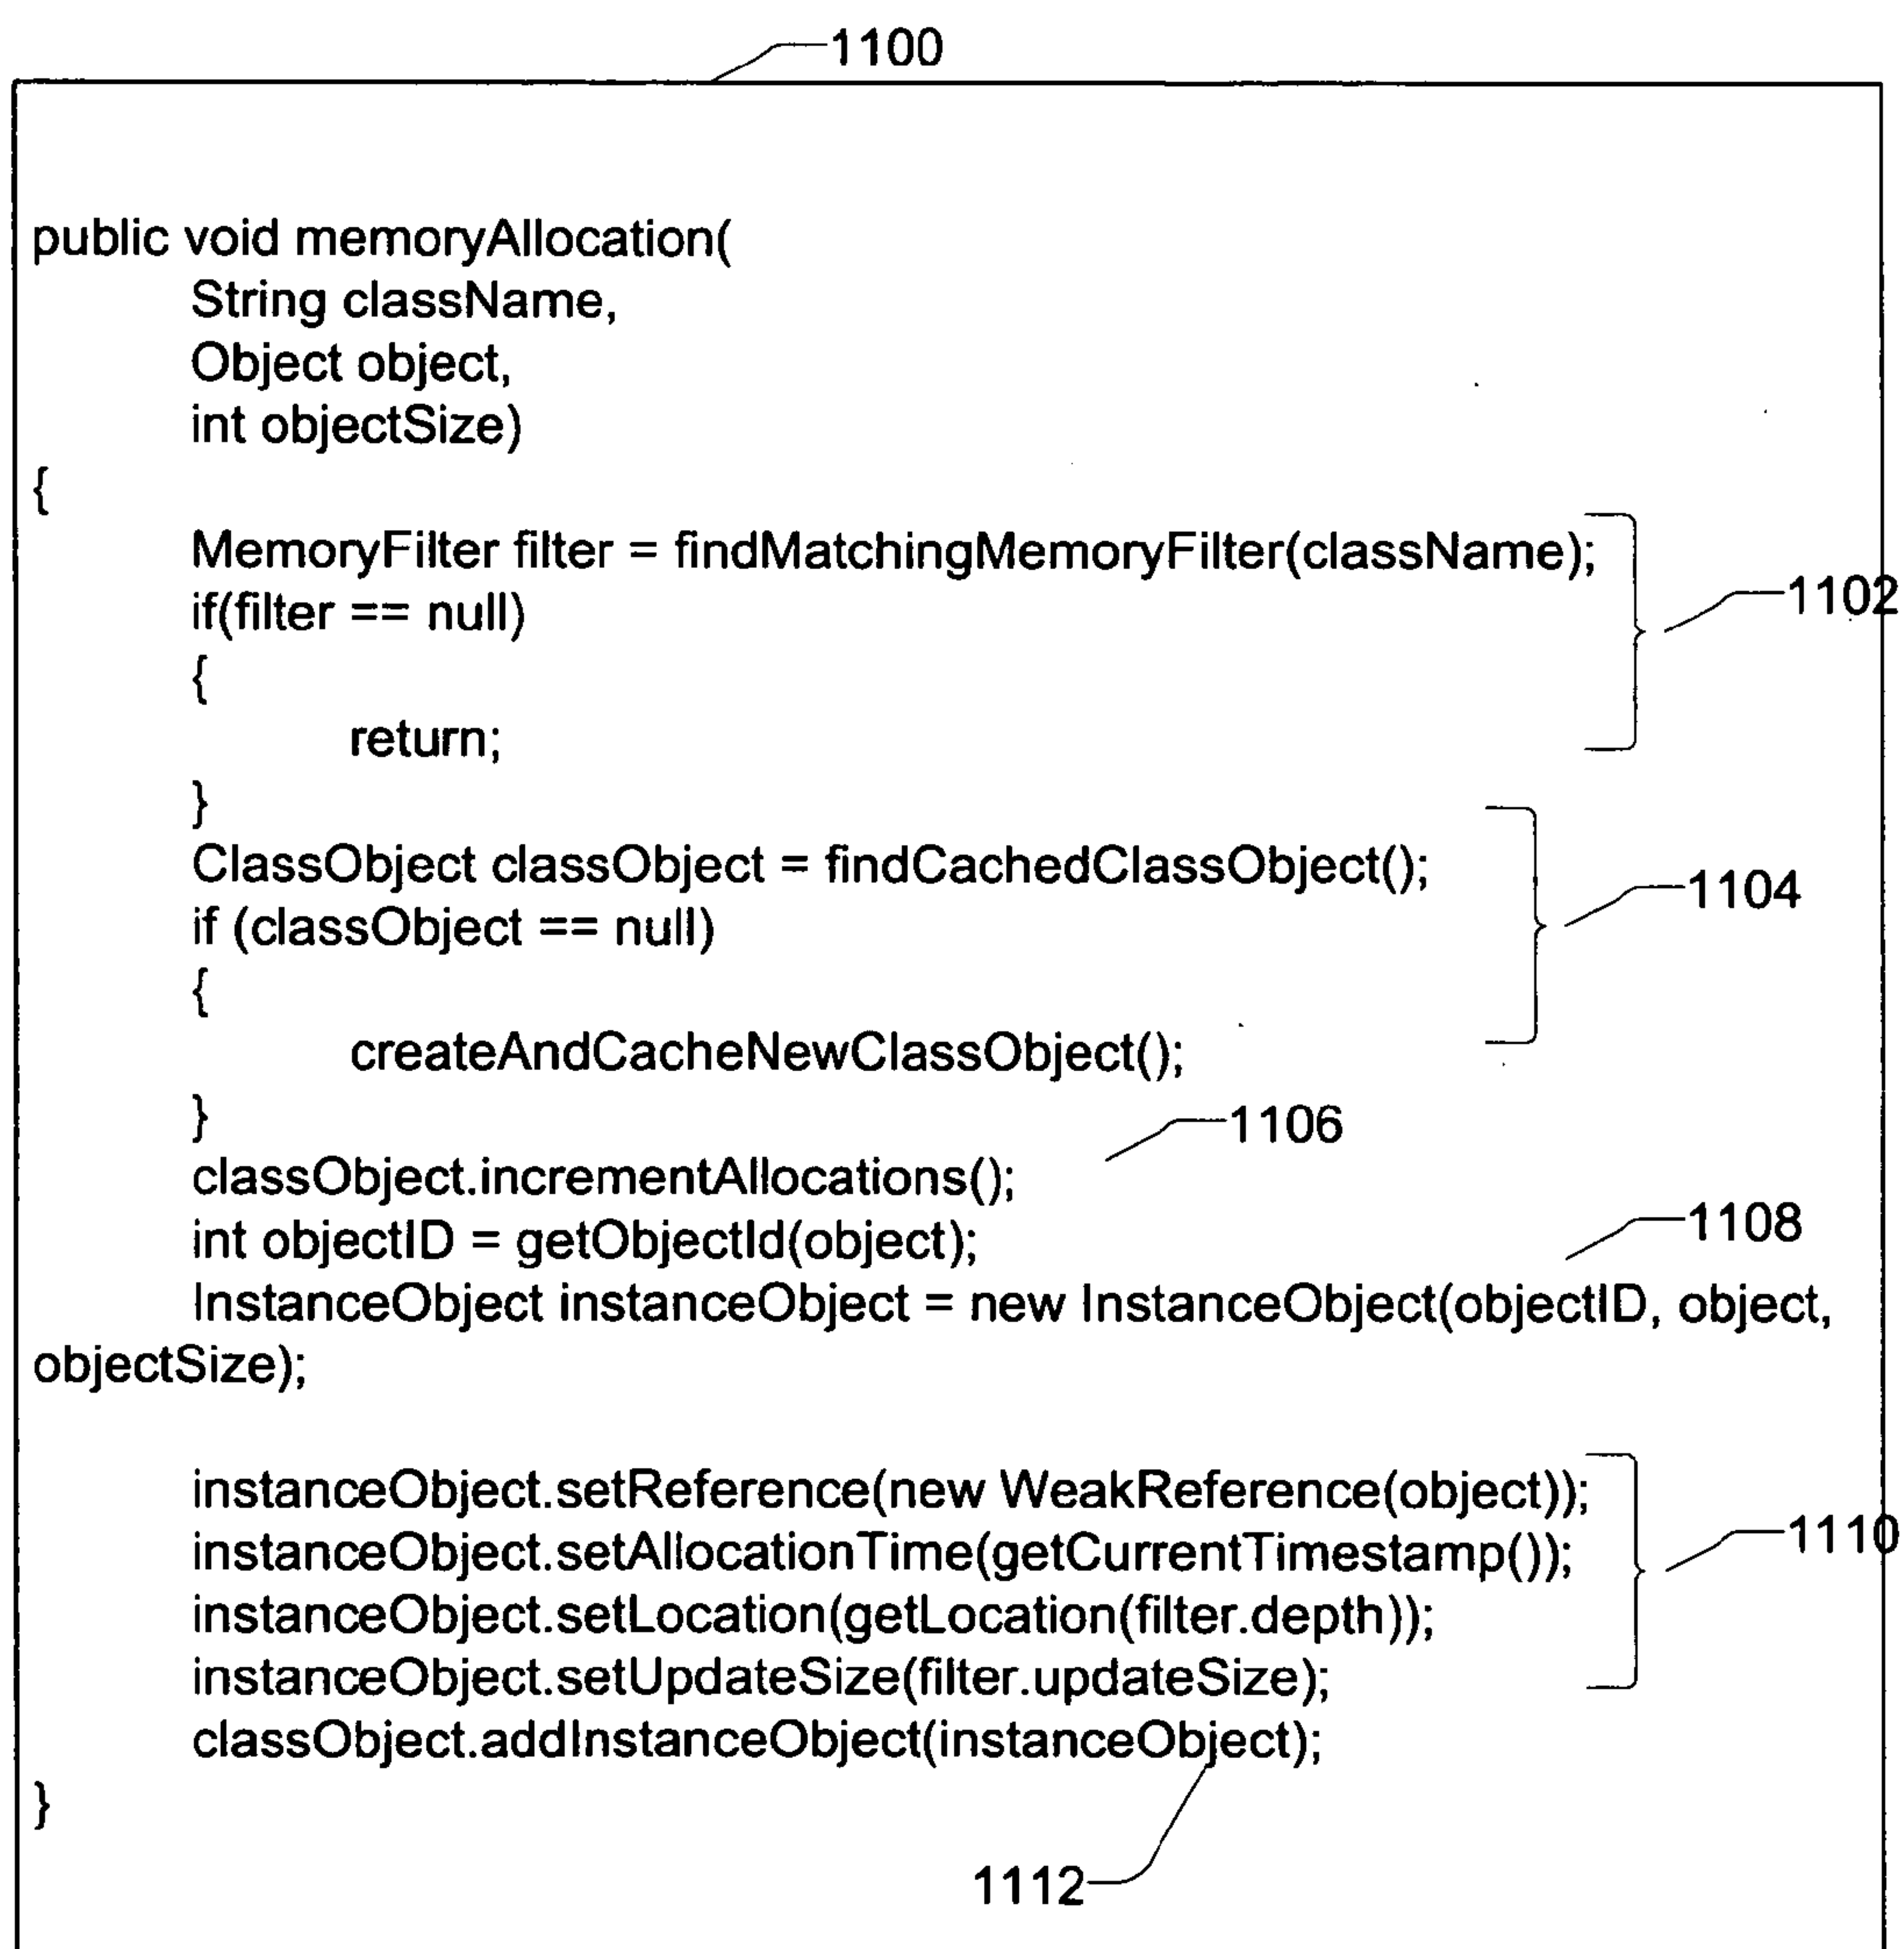 1100
public void memoryAllocation(
String className,
Object object,
int objectSize)
{
MemoryFilter filter = findMatchingMemoryFilter(className);
if(filter == null)
1102
{
return;
}
ClassObject classObject = findCachedClassObject();
1104
if (classObject == null)
{
createAndCacheNewClassObject();
}
1106
classObject.incrementAllocations();
int objectID = getObjectId(object);
1108
InstanceObject instanceObject = new InstanceObject(objectID, object,
objectSize);
instanceObject.setReference(new WeakReference(object));
instanceObject.setAllocationTime(getCurrentTimestamp());
1110
instanceObject.setLocation(getLocation(filter.depth));
instanceObject.setUpdateSize(filter.updateSize);
classObject.addInstanceObject(instanceObject);
}
1112